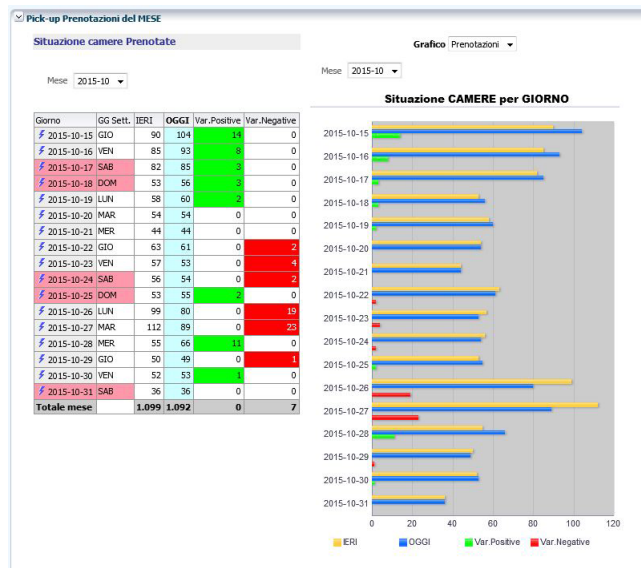 Pick-up Prenotazioni del MESE
Situazione camere Prenotate
Mese 2015-10
Giorno GG Sett. IERI OGGI Var.Positive Var.Negative
2015-10-15 GIO 90 104 14 0
2015-10-16 VEN 85 93 8 0
2015-10-17 SAB 82 85 3 0
2015-10-18 DOM 53 56 3 0
2015-10-19 LUN 58 60 2 0
2015-10-20 MAR 54 54 0 0
2015-10-21 MER 44 44 0 0
2015-10-22 GIO 63 61 0 2
2015-10-23 VEN 57 53 0 4
2015-10-24 SAB 56 54 0 2
2015-10-25 DOM 53 55 2 0
2015-10-26 LUN 99 80 0 19
2015-10-27 MAR 112 89 0 23
2015-10-28 MER 55 66 11 0
2015-10-29 GIO 50 49 0 1
2015-10-30 VEN 52 53 1 0
2015-10-31 SAB 36 36 0 0
Totale mese 1.099 1.092 0 7
Grafico Prenotazioni
Mese 2015-10
Situazione CAMERE per GIORNO
2015-10-15
2015-10-16
2015-10-17
2015-10-18
2015-10-19
2015-10-20
2015-10-21
2015-10-22
2015-10-23
2015-10-24
2015-10-25
2015-10-26
2015-10-27
2015-10-28
2015-10-29
2015-10-30
2015-10-31
0 20 40 60 80 100 120
IERI OGGI Var.Positive Var.Negative